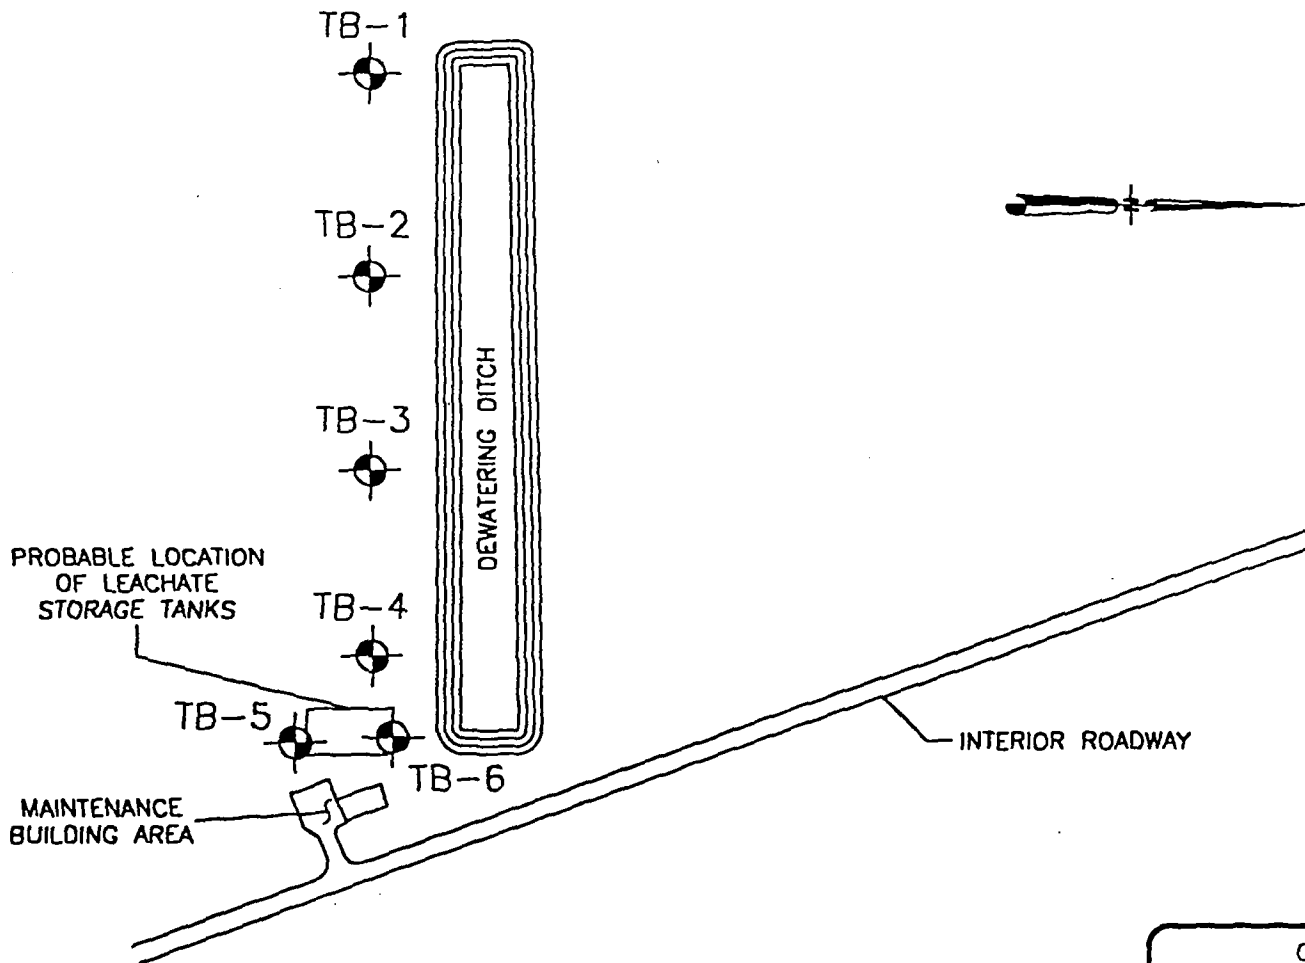 TB-1
TB-2
TB-3
DEWATERING DITCH
PROBABLE LOCATION
OF LEACHATE
STORAGE TANKS
TB-4
TB-5
TB-6
INTERIOR ROADWAY
MAINTENANCE
BUILDING AREA